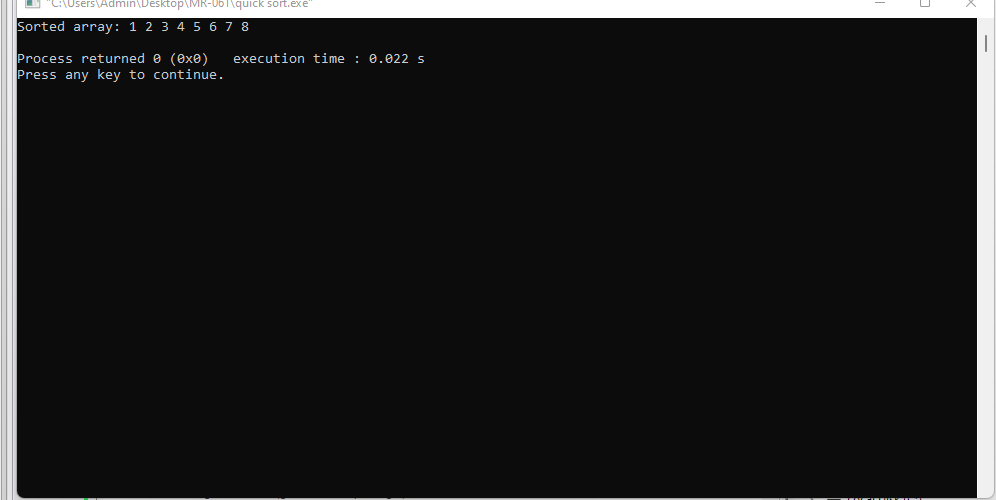 "C:\Users\Admin\Desktop\MR-061\quick sort.exe"
Sorted array: 1 2 3 4 5 6 7 8
Process returned 0 (0x0)   execution time : 0.022 s
Press any key to continue.